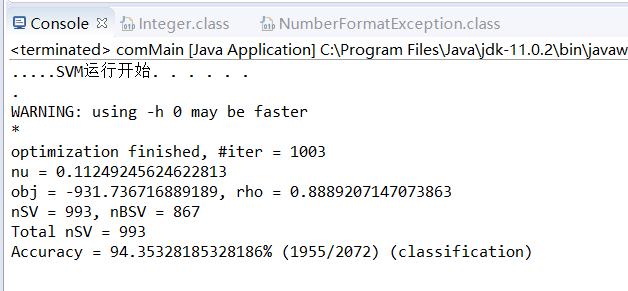 Console Integer.class NumberFormatException.class
<terminated> comMain [Java Application] C:\Program Files\Java\jdk-11.0.2\bin\javaw
.....SVM运行开始. . . . . .
.
WARNING: using -h 0 may be faster
*
optimization finished, #iter = 1003
nu = 0.11249245624622813
obj = -931.736716889189, rho = 0.8889207147073863
nSV = 993, nBSV = 867
Total nSV = 993
Accuracy = 94.35328185328186% (1955/2072) (classification)